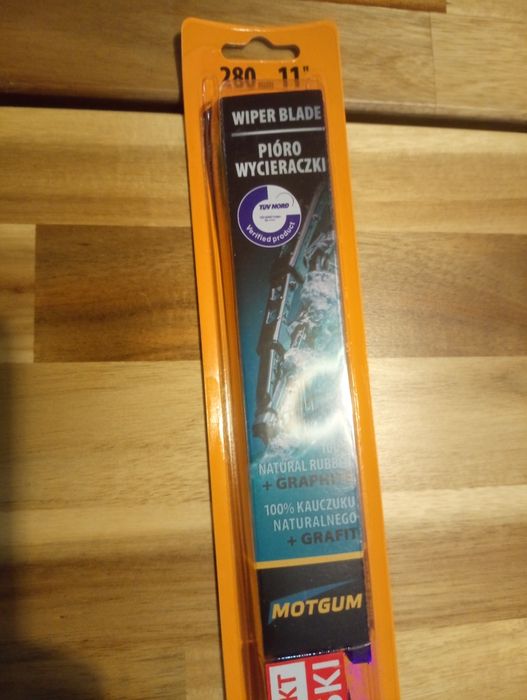 280 mm 11"
WIPER BLADE
PIÓRO
WYCIERACZKI
TÜV NORD
Verified product
NATURAL RUBBER
+ GRAPHITE
100% KAUCZUKU
NATURALNEGO
+ GRAFIT
MOTGUM